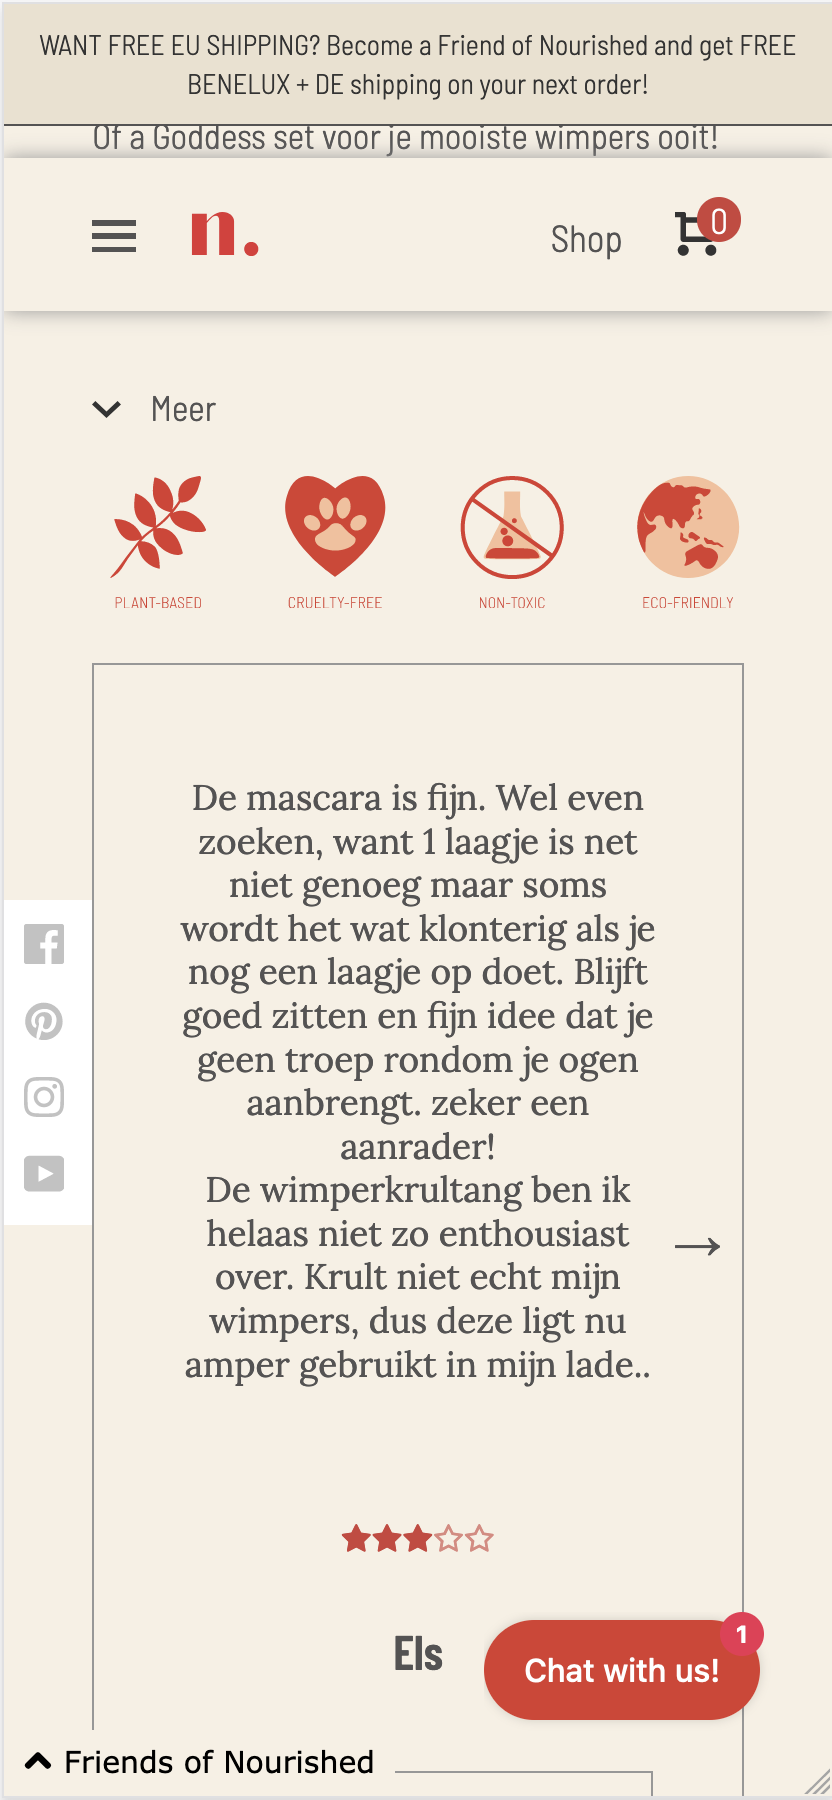 WANT FREE EU SHIPPING? Become a Friend of Nourished and get FREE
BENELUX + DE shipping on your next order!
Of a Goddess set voor je mooiste wimpers ooit!
n.
Shop
0
Meer
PLANT-BASED
CRUELTY-FREE
NON-TOXIC
ECO-FRIENDLY
De mascara is fijn. Wel even
zoeken, want 1 laagje is net
niet genoeg maar soms
wordt het wat klonterig als je
nog een laagje op doet. Blijft
goed zitten en fijn idee dat je
geen troep rondom je ogen
aanbrengt. zeker een
aanrader!
De wimperkrultang ben ik
helaas niet zo enthousiast
over. Krult niet echt mijn
wimpers, dus deze ligt nu
amper gebruikt in mijn lade..
Els
1
Chat with us!
Friends of Nourished